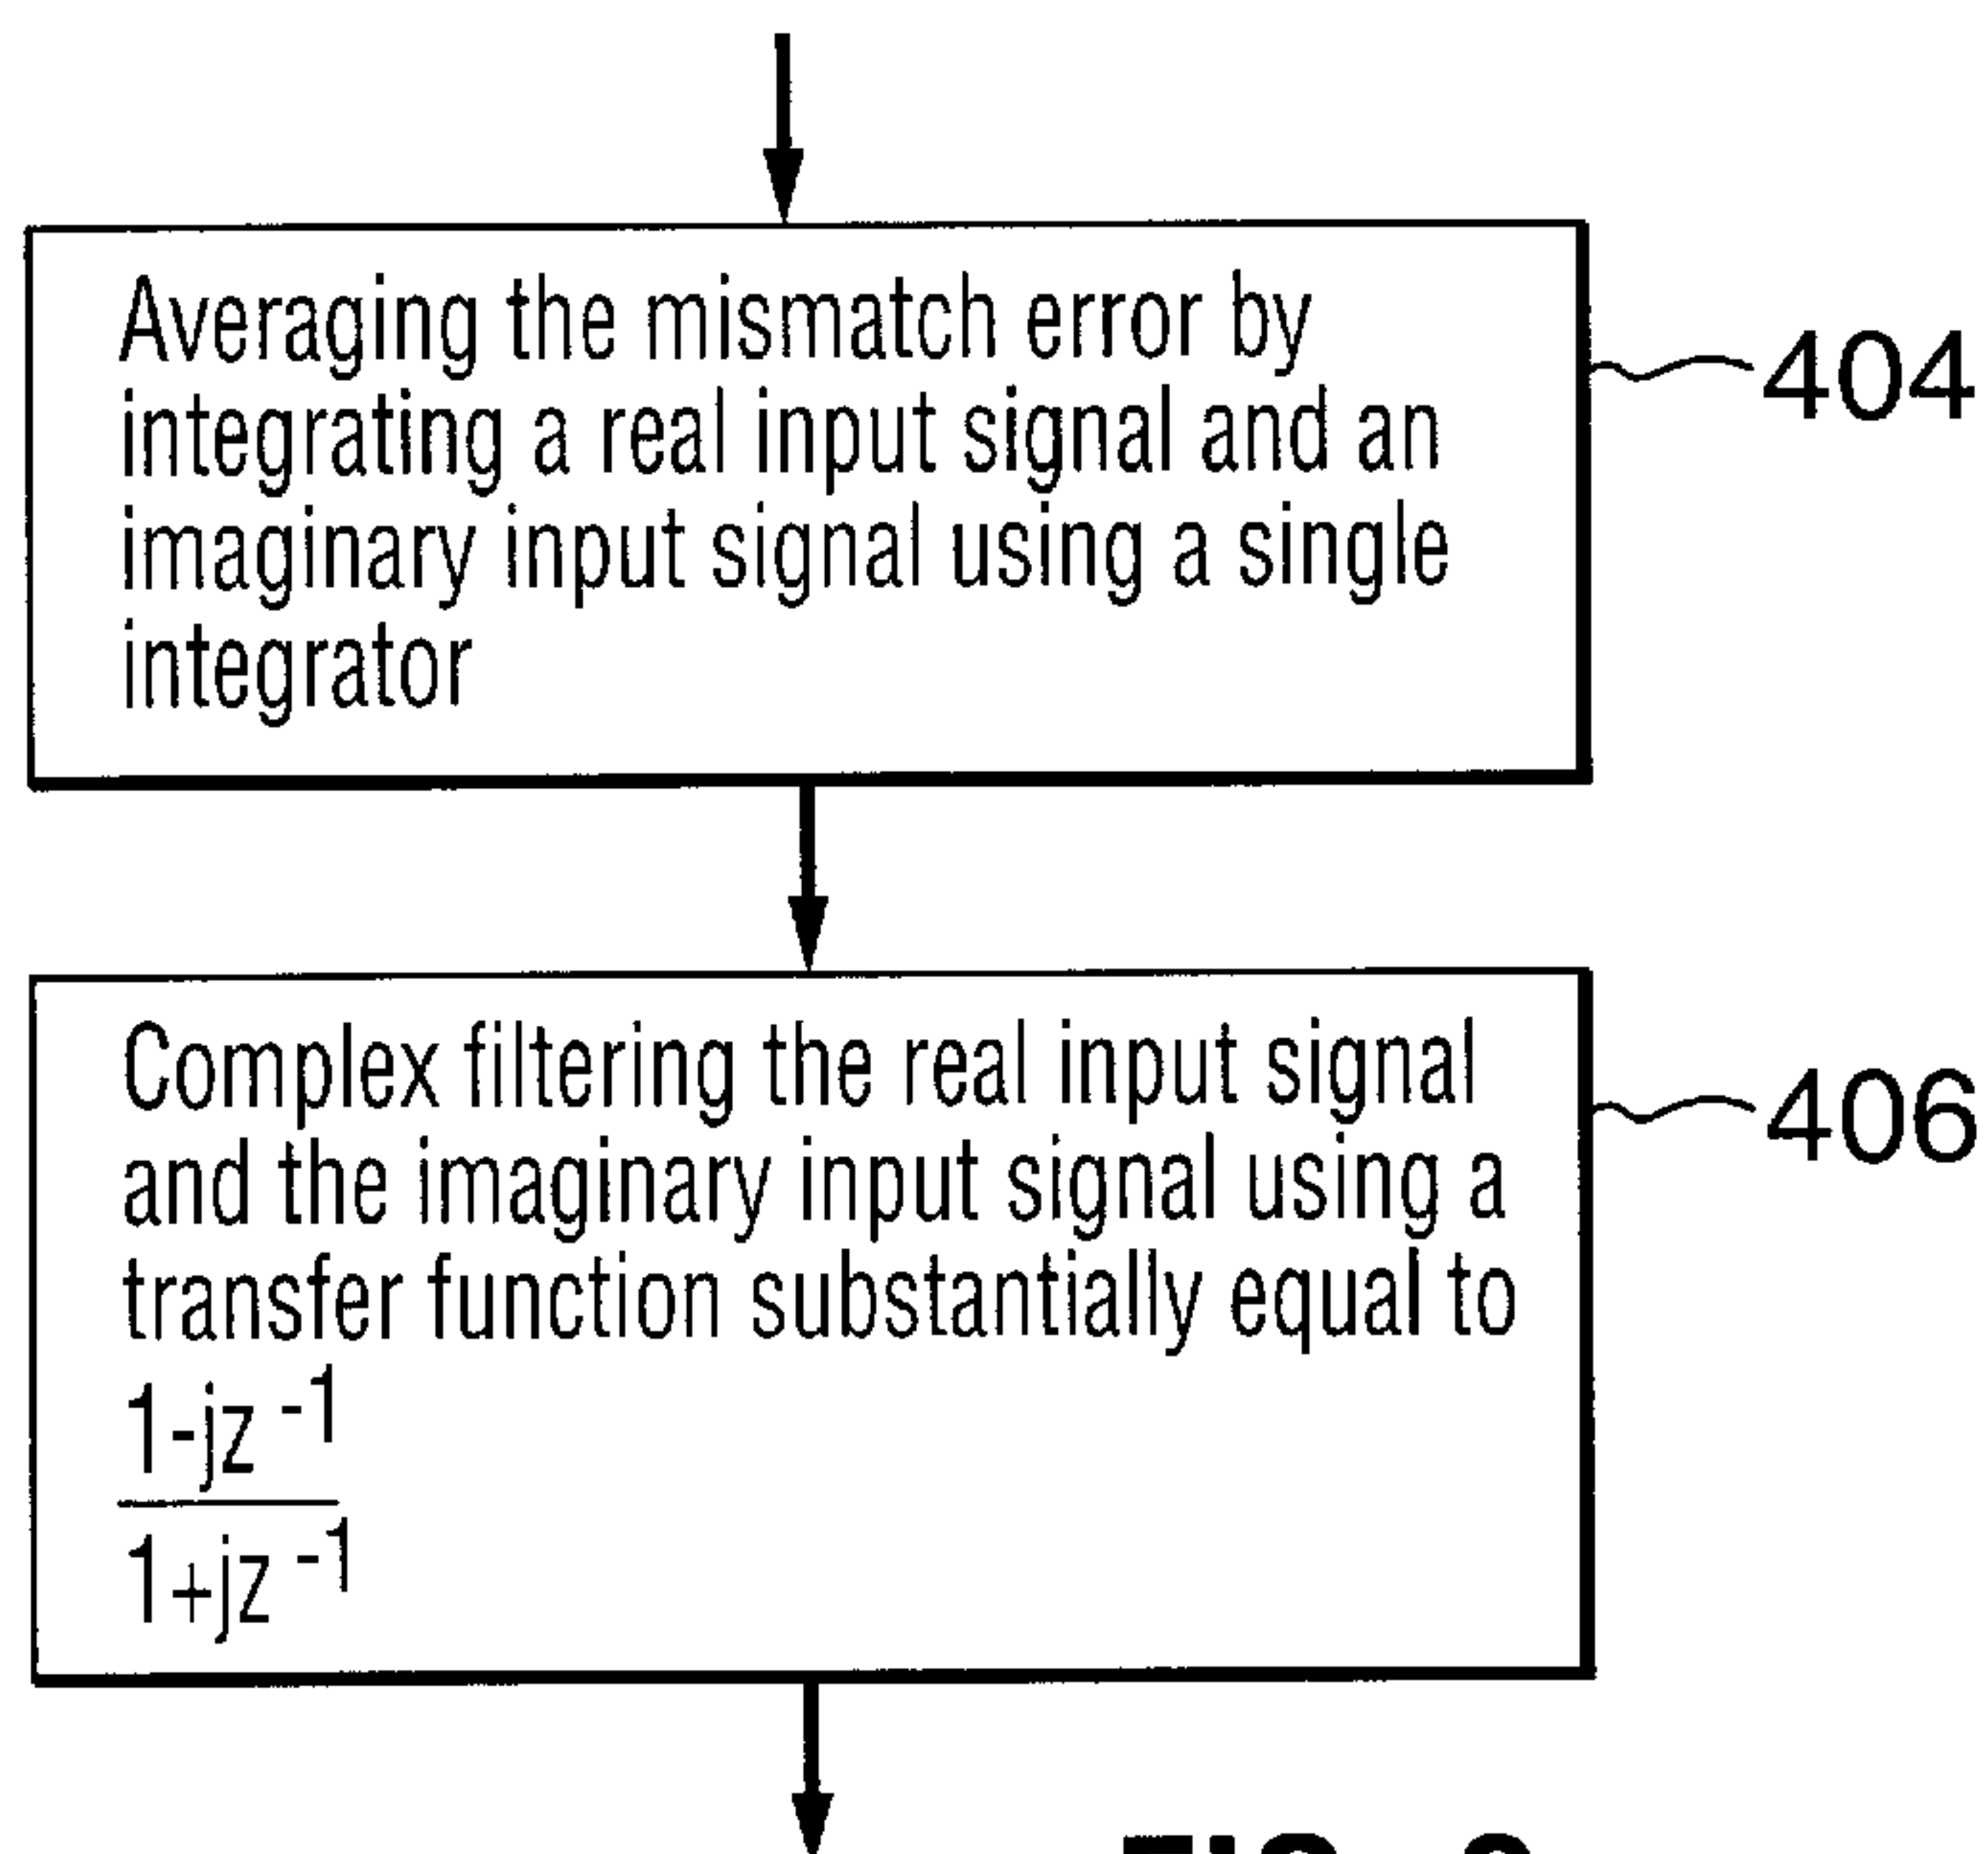 Averaging the mismatch error by
integrating a real input signal and an
imaginary input signal using a single
integrator
404
Complex filtering the real input signal
and the imaginary input signal using a
transfer function substantially equal to
1-jz -1
1+jz -1
406